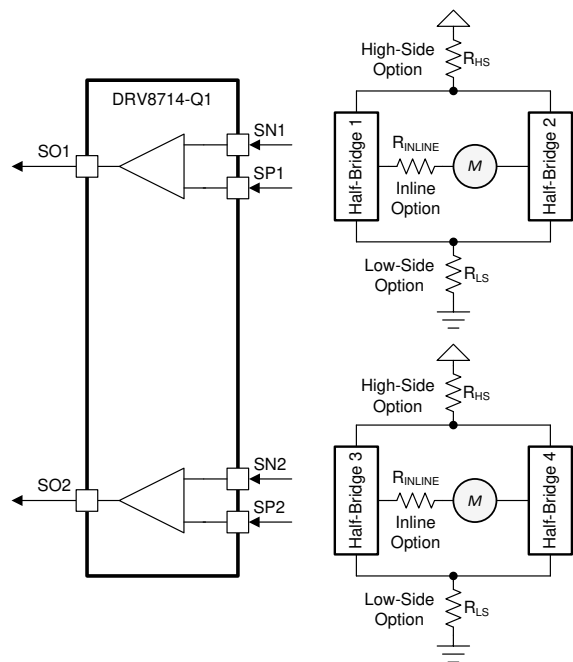 DRV8714-Q1
SN1
SO1
SP1
SN2
SO2
SP2
High-Side
Option
RHS
Half-Bridge 1
RINLINE
M
Inline
Option
Half-Bridge 2
Low-Side
Option
RLS
High-Side
Option
RHS
Half-Bridge 3
RINLINE
M
Inline
Option
Half-Bridge 4
Low-Side
Option
RLS